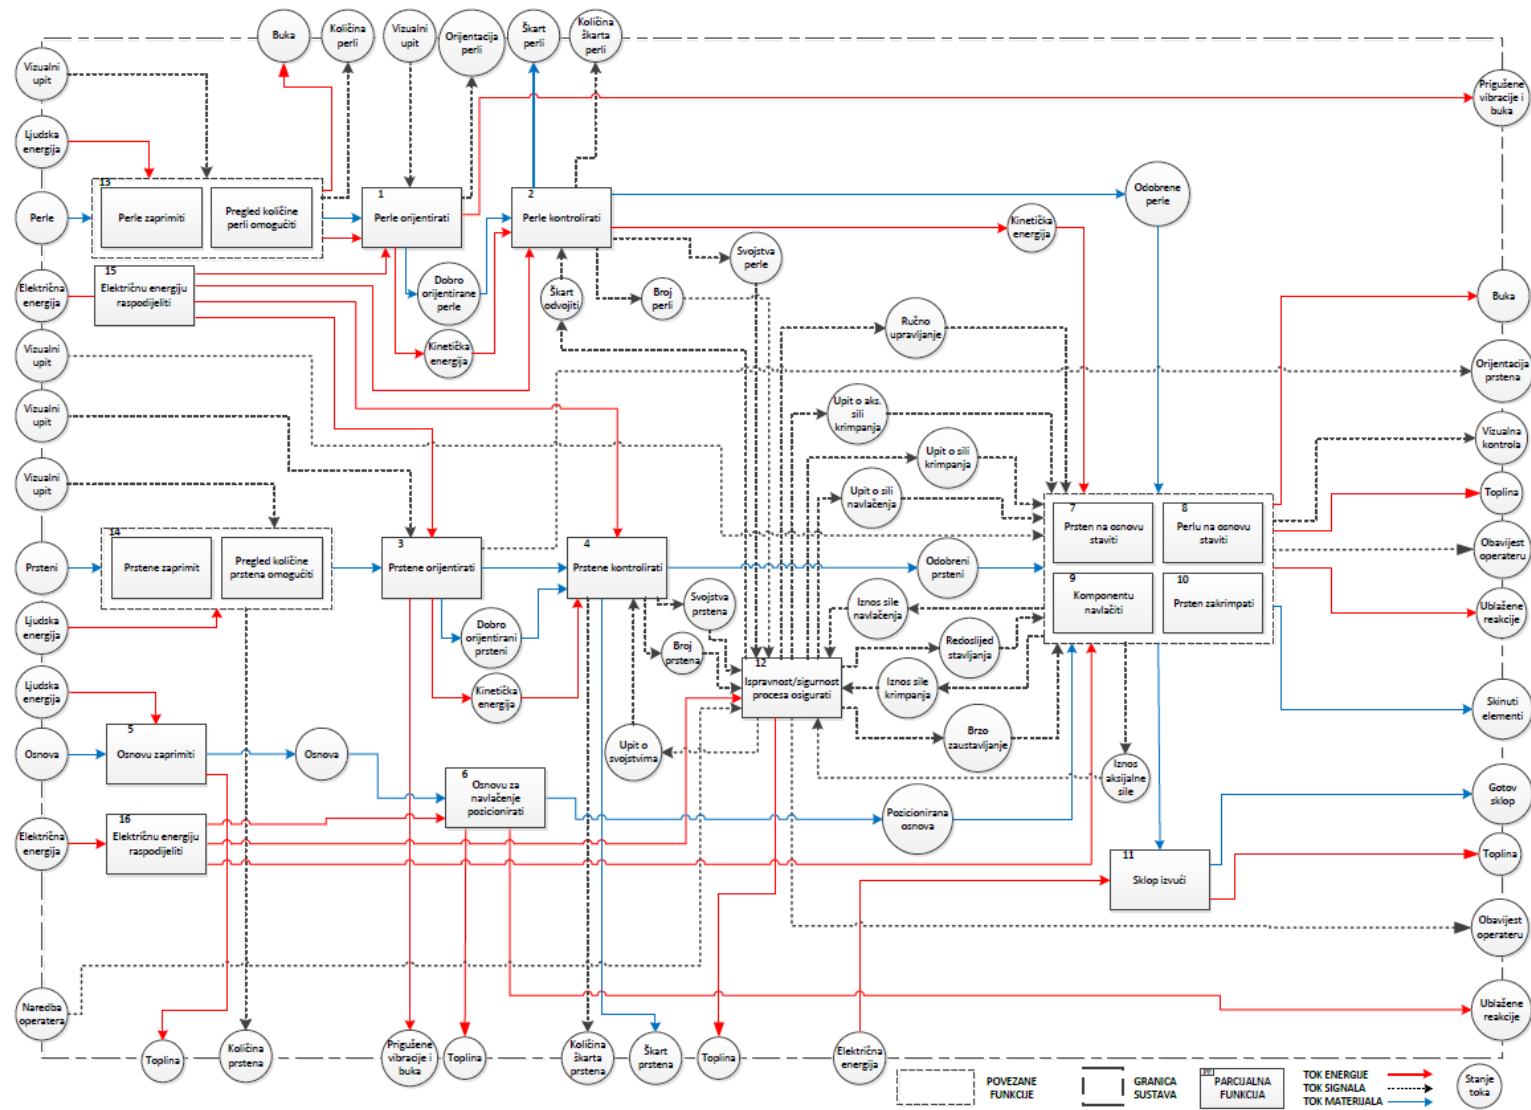 Buka
Količina
perli
Vizualni
upit
Orijentacija
perli
Škart
perli
Količina
škarta
perli
Vizualni
upit
Prigušene
vibracije i
buka
Ljudska
energija
13
Perle zaprimiti
Pregled količine
perli omogućiti
1
Perle orijentirati
2
Perle kontrolirati
Odobrene
perle
Perle
Kinetička
energija
Svojstva
perle
15
Električnu energiju
raspodijeliti
Električna
energija
Dobro
orijentirane
perle
Škart
odvojiti
Broj
perli
Buka
Ručno
upravljanje
Vizualni
upit
Kinetička
energija
Orijentacija
prstena
Vizualni
upit
Upit o aks.
sili
krimpanja
Vizualna
kontrola
Upit o sili
krimpanja
Vizualni
upit
Upit o sili
navlačenja
Toplina
7
Prsten na osnovu
staviti
8
Perlu na osnovu
staviti
14
Prstene zaprimit
Pregled količine
prstena omogućiti
3
Prstene orijentirati
4
Prstene kontrolirati
Obavijest
operateru
Prsteni
Odobreni
prsteni
9
Komponentu
navlačiti
10
Prsten zakrimpati
Svojstva
prstena
Iznos sile
navlačenja
Ublažene
reakcije
Ljudska
energija
Dobro
orijentirani
prsteni
Broj
prstena
Redoslijed
stavljanja
12
Ispravnost/sigurnost
procesa osigurati
Iznos sile
krimpanja
Ljudska
energija
Kinetička
energija
Skinuti
elementi
5
Osnovu zaprimiti
Osnova
Osnova
Upit o
svojstvima
Brzo
zaustavljanje
6
Osnovu za
navlačenje
pozicionirati
Iznos
aksijalne
sile
Gotov
sklop
16
Električnu energiju
raspodijeliti
Električna
energija
Pozicionirana
osnova
11
Sklop izvući
Toplina
Obavijest
operateru
Naredba
operatera
Ublažene
reakcije
Toplina
Količina
prstena
Prigušene
vibracije i
buka
Toplina
Količina
škarta
prstena
Škart
prstena
Toplina
Električna
energija
POVEZANE
FUNKCIJE
GRANICA
SUSTAVA
PARCIJALNA
FUNKCIJA
TOK ENERGIJE
TOK SIGNALA
TOK MATERIJALA
Stanje
toka